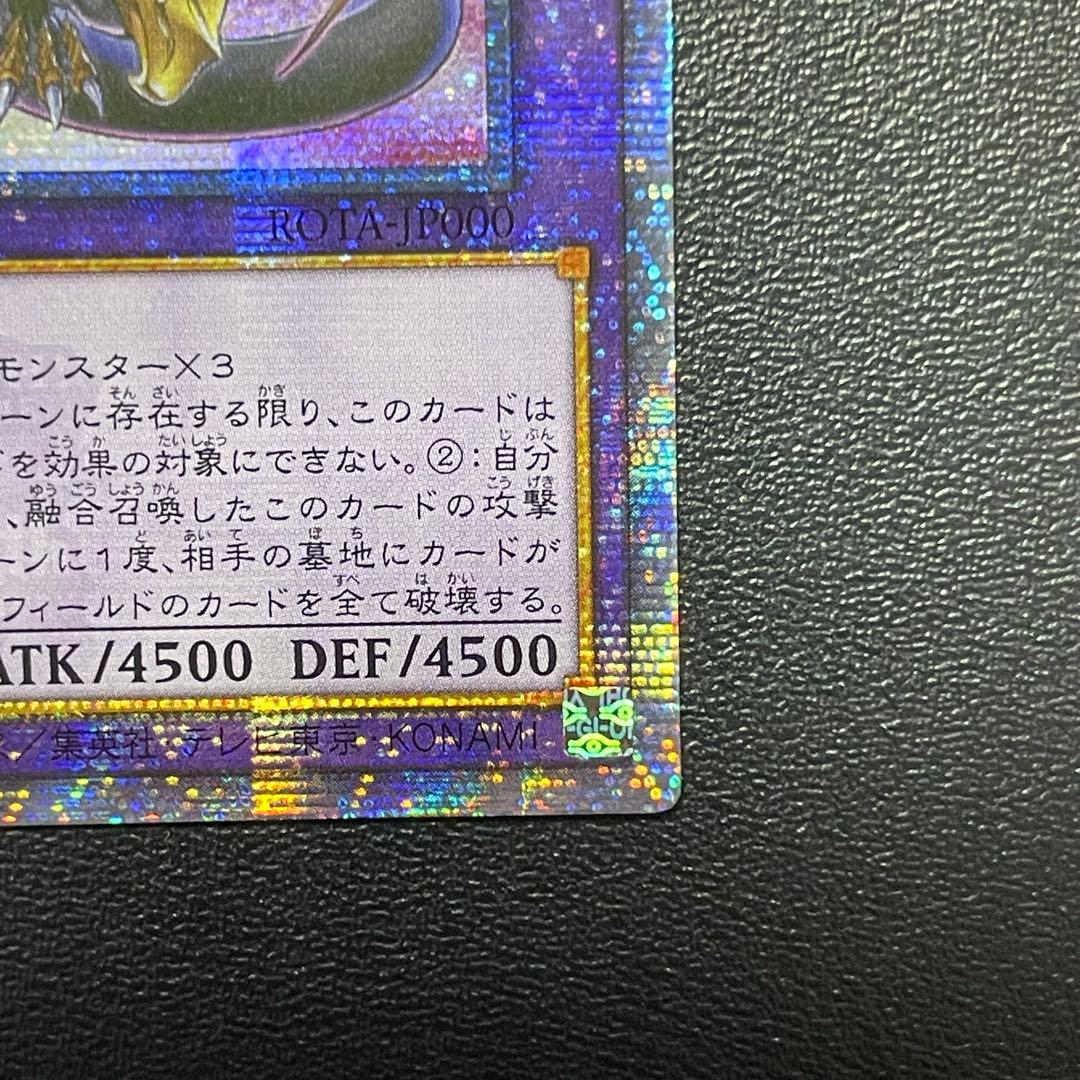 ROTA-JP000
モンスター×3
ーンに存在する限り、このカードは
を効果の対象にできない。②：自分
、融合召喚したこのカードの攻撃
ーンに1度、相手の墓地にカードが
フィールドのカードを全て破壊する。
ATK/4500 DEF/4500
／集英社・テレビ東京・KONAMI